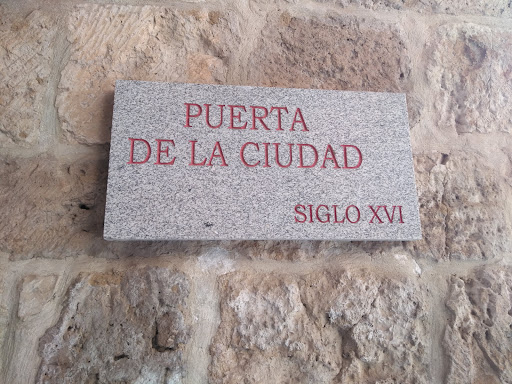 PUERTA
DE LA CIUDAD
SIGLO XVI